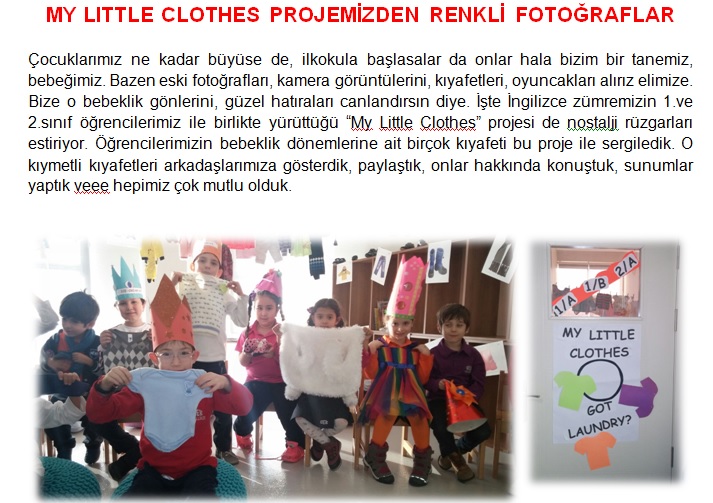 MY LITTLE CLOTHES PROJEMİZDEN RENKLİ FOTOĞRAFLAR
Çocuklarımız ne kadar büyüse de, ilkokula başlasalar da onlar hala bizim bir tanemiz,
bebeğimiz. Bazen eski fotoğrafları, kamera görüntülerini, kıyafetleri, oyuncakları alırız elimize.
Bize o bebeklik gönlerini, güzel hatıraları canlandırsın diye. İşte İngilizce zümremizin 1.ve
2.sınıf öğrencilerimiz ile birlikte yürüttüğü “My Little Clothes” projesi de nostalji rüzgarları
estiriyor. Öğrencilerimizin bebeklik dönemlerine ait birçok kıyafeti bu proje ile sergiledik. O
kıymetli kıyafetleri arkadaşlarımıza gösterdik, paylaştık, onlar hakkında konuştuk, sunumlar
yaptık veee hepimiz çok mutlu olduk.
1/A 1/B 2/A
MY LITTLE
CLOTHES
GOT
LAUNDRY?